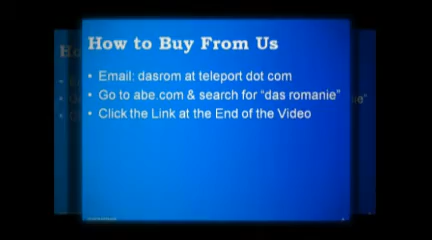 How to Buy From Us
• Email: dasrom at teleport dot com
• Go to abe.com & search for "das romanie"
• Click the Link at the End of the Video